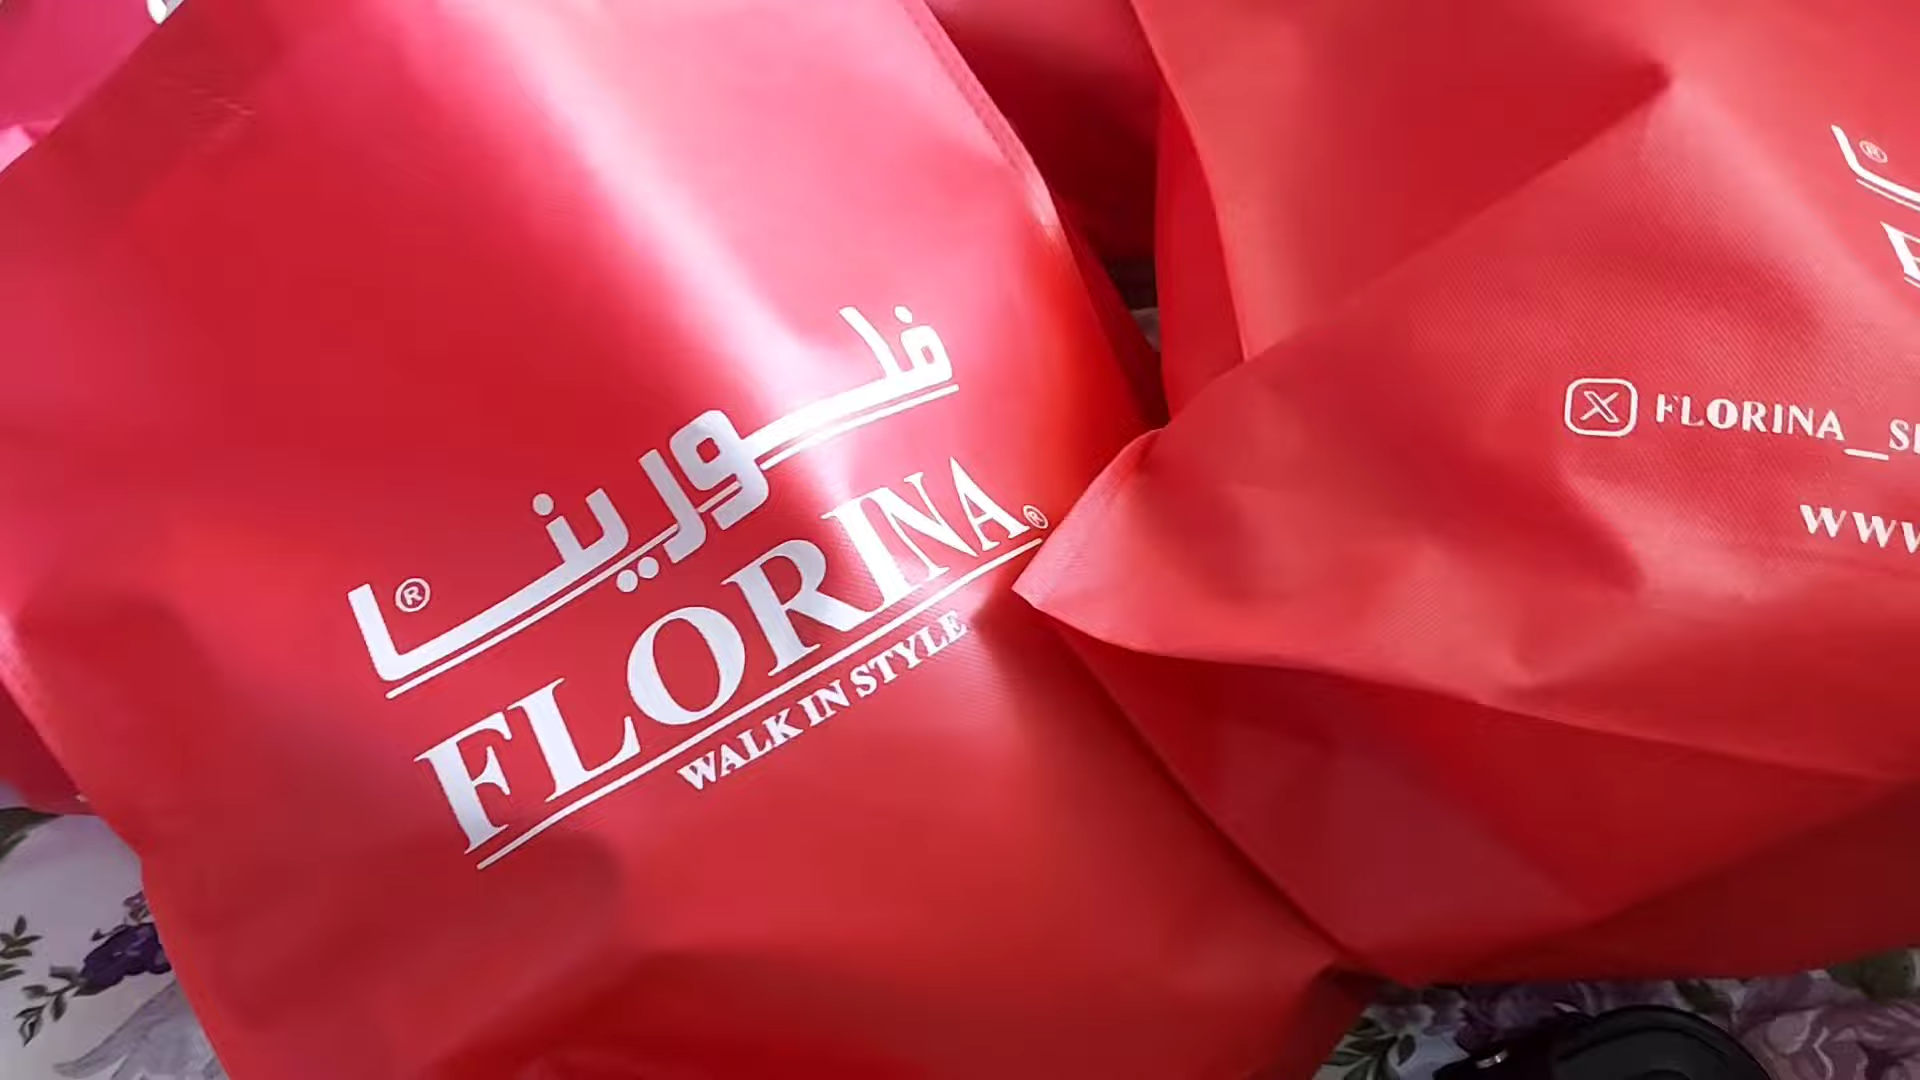 فلورينا ®
FLORINA®
WALK IN STYLE
®
FLORINA_S
www